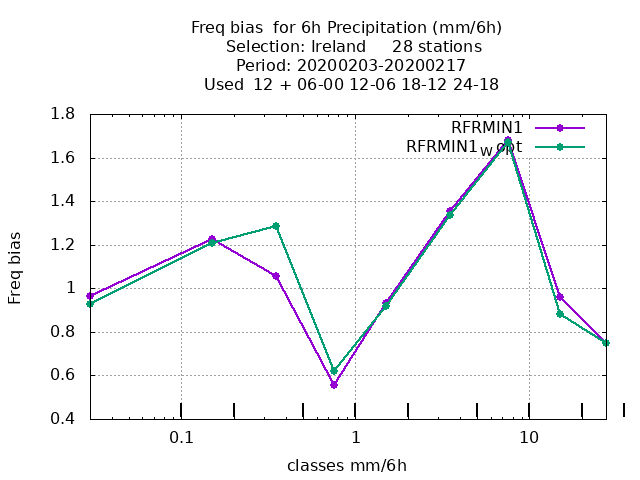 Freq bias  for 6h Precipitation (mm/6h)
Selection: Ireland     28 stations
Period: 20200203-20200217
Used  12 + 06-00 12-06 18-12 24-18
1.8
1.6
1.4
1.2
1
0.8
0.6
0.4
Freq bias
RFRMIN1
RFRMIN1wopt
0.1
1
10
classes mm/6h